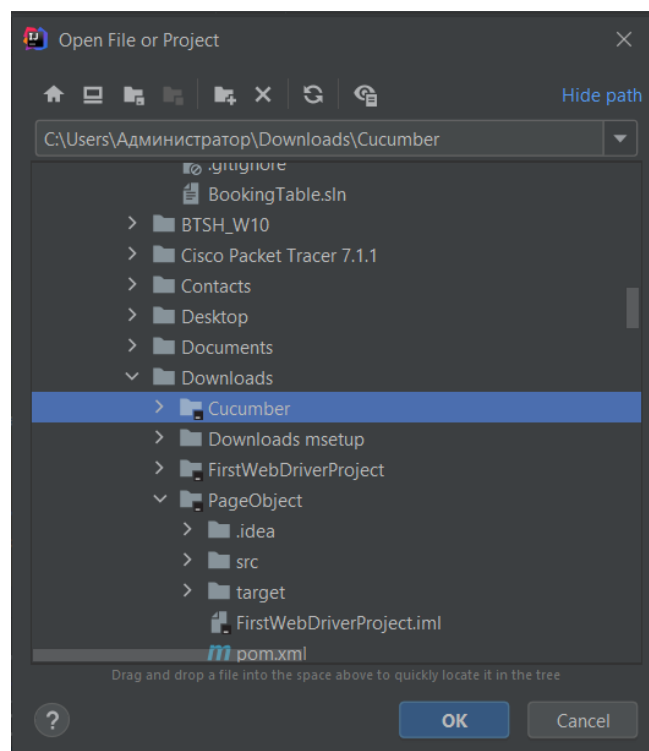 Open File or Project
Hide path
C:\Users\Администратор\Downloads\Cucumber
.gitignore
BookingTable.sln
BTSH_W10
Cisco Packet Tracer 7.1.1
Contacts
Desktop
Documents
Downloads
Cucumber
Downloads msetup
FirstWebDriverProject
PageObject
.idea
src
target
FirstWebDriverProject.iml
pom.xml
Drag and drop a file into the space above to quickly locate it in the tree
? OK Cancel